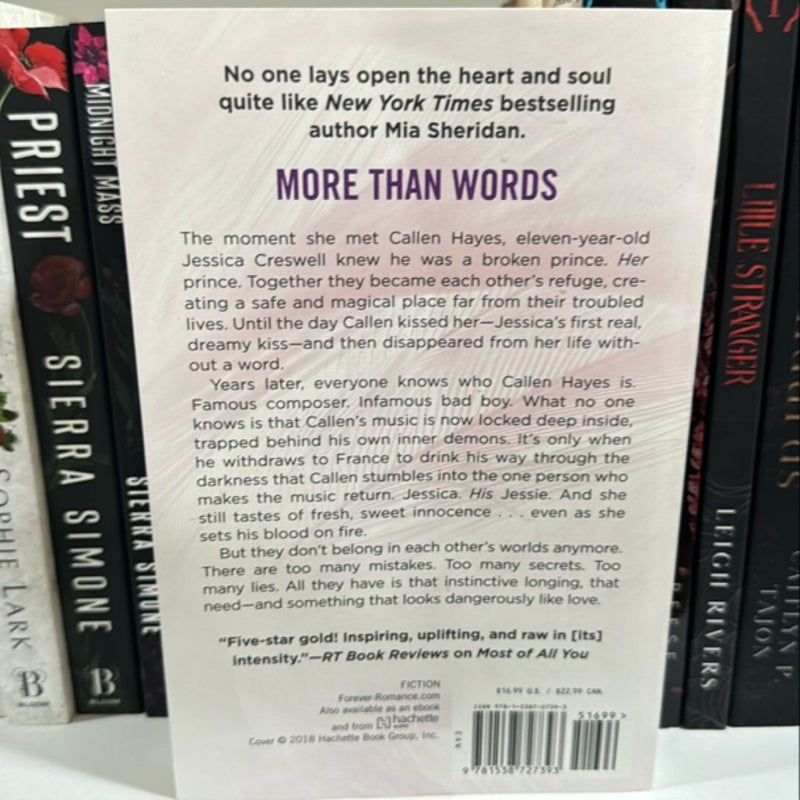 No one lays open the heart and soul
quite like New York Times bestselling
author Mia Sheridan.
MORE THAN WORDS
The moment she met Callen Hayes, eleven-year-old
Jessica Creswell knew he was a broken prince. Her
prince. Together they became each other's refuge, cre-
ating a safe and magical place far from their troubled
lives. Until the day Callen kissed her—Jessica's first real,
dreamy kiss—and then disappeared from her life with-
out a word.
Years later, everyone knows who Callen Hayes is.
Famous composer. Infamous bad boy. What no one
knows is that Callen's music is now locked deep inside,
trapped behind his own inner demons. It's only when
he withdraws to France to drink his way through the
darkness that Callen stumbles into the one person who
makes the music return. Jessica. His Jessie. And she
still tastes of fresh, sweet innocence . . . even as she
sets his blood on fire.
But they don't belong in each other's worlds anymore.
There are too many mistakes. Too many secrets. Too
many lies. All they have is that instinctive longing, that
need—and something that looks dangerously like love.
"Five-star gold! Inspiring, uplifting, and raw in [its]
intensity."—RT Book Reviews on Most of All You
FICTION
Forever-Romance.com
Also available as an ebook
and from hachette
Cover © 2018 Hachette Book Group, Inc.
$16.99 U.S. / $22.99 CAN.
ISBN 978-1-5387-2739-3
51699 >
EAN
9 781538 727393
SOPHIE LARK
BLOOM
PRIEST
SIERRA SIMONE
BLOOM
MIDNIGHT MASS
SIERRA SIMONE
LITTLE STRANGER
LEIGH RIVERS
CAITLYN P.
TAJON